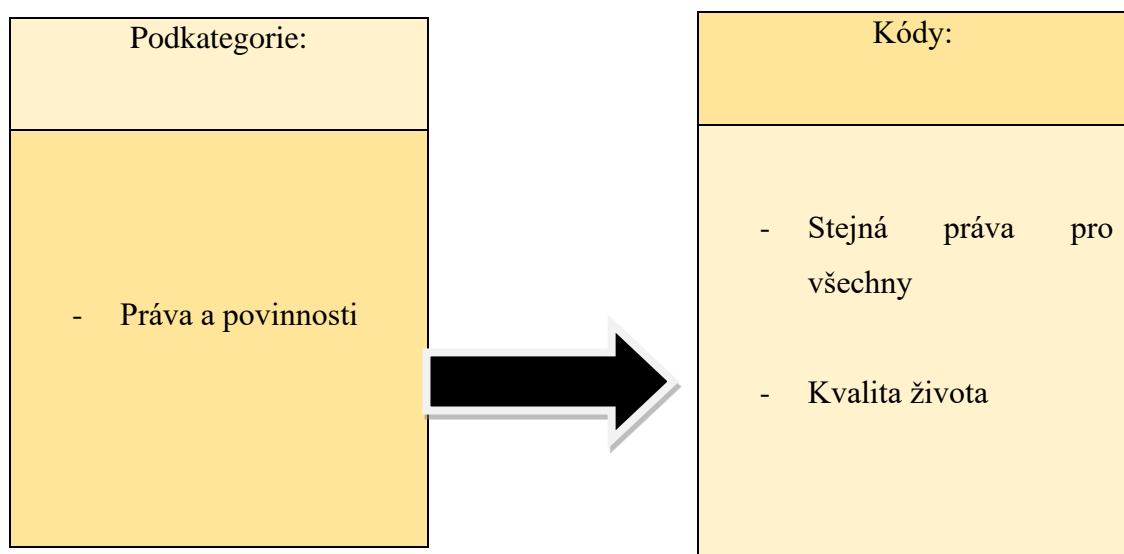 Podkategorie:
- Práva a povinnosti
Kódy:
- Stejná práva pro
všechny
- Kvalita života